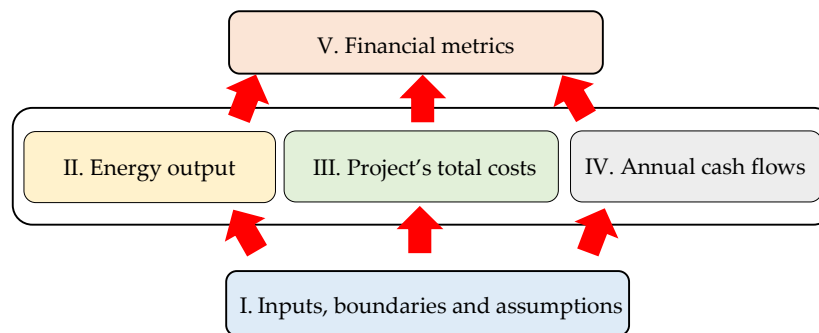 V. Financial metrics
II. Energy output
III. Project's total costs
IV. Annual cash flows
I. Inputs, boundaries and assumptions